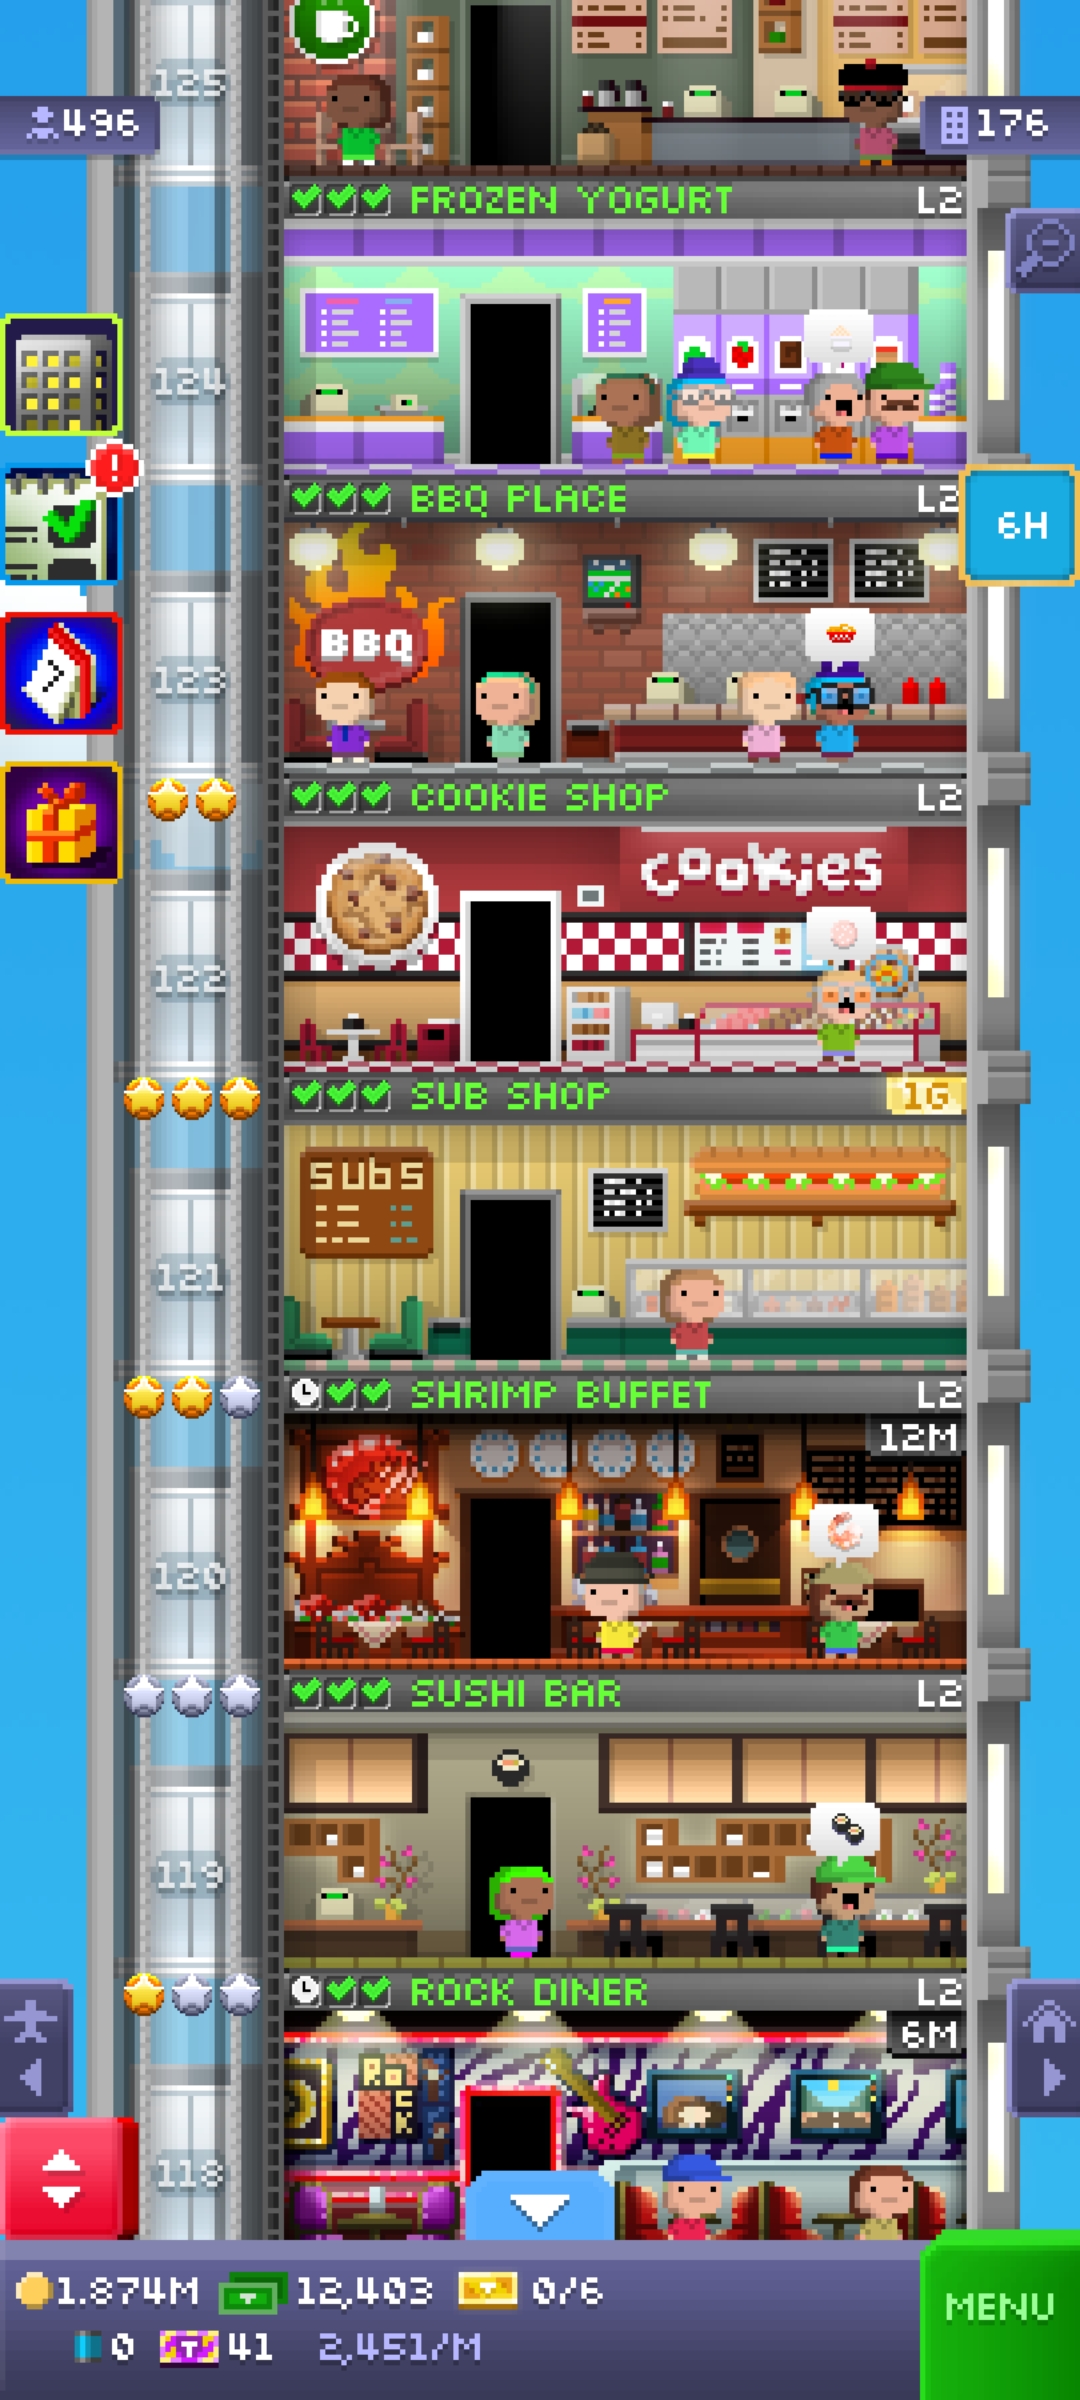 125
496
176
FROZEN YOGURT L2
124
BBQ PLACE L2
6H
BBQ
123
COOKIE SHOP L2
cookies
122
SUB SHOP 1G
subs
121
SHRIMP BUFFET L2
12M
120
SUSHI BAR L2
119
ROCK DINER L2
6M
ROCK
118
1.874M 12,403 0/6
MENU
0 T 41 2,451/M